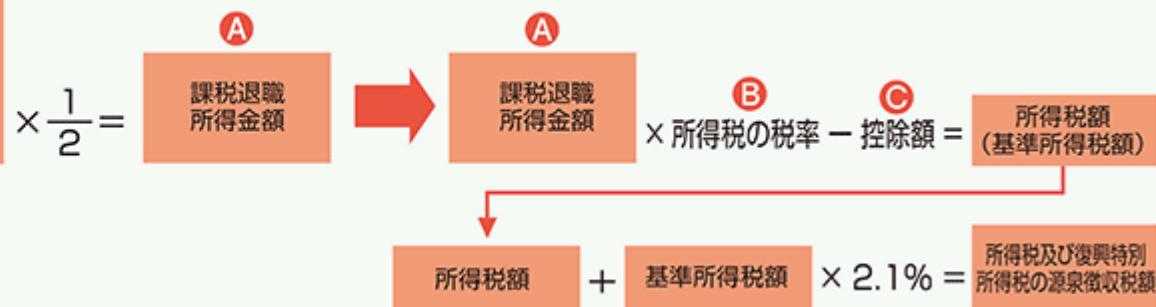 A
A
課税退職
所得金額
× 1/2 =
課税退職
所得金額
B
C
× 所得税の税率 − 控除額 =
所得税額
(基準所得税額)
所得税額
+
基準所得税額
× 2.1% =
所得税及び復興特別
所得税の源泉徴収税額